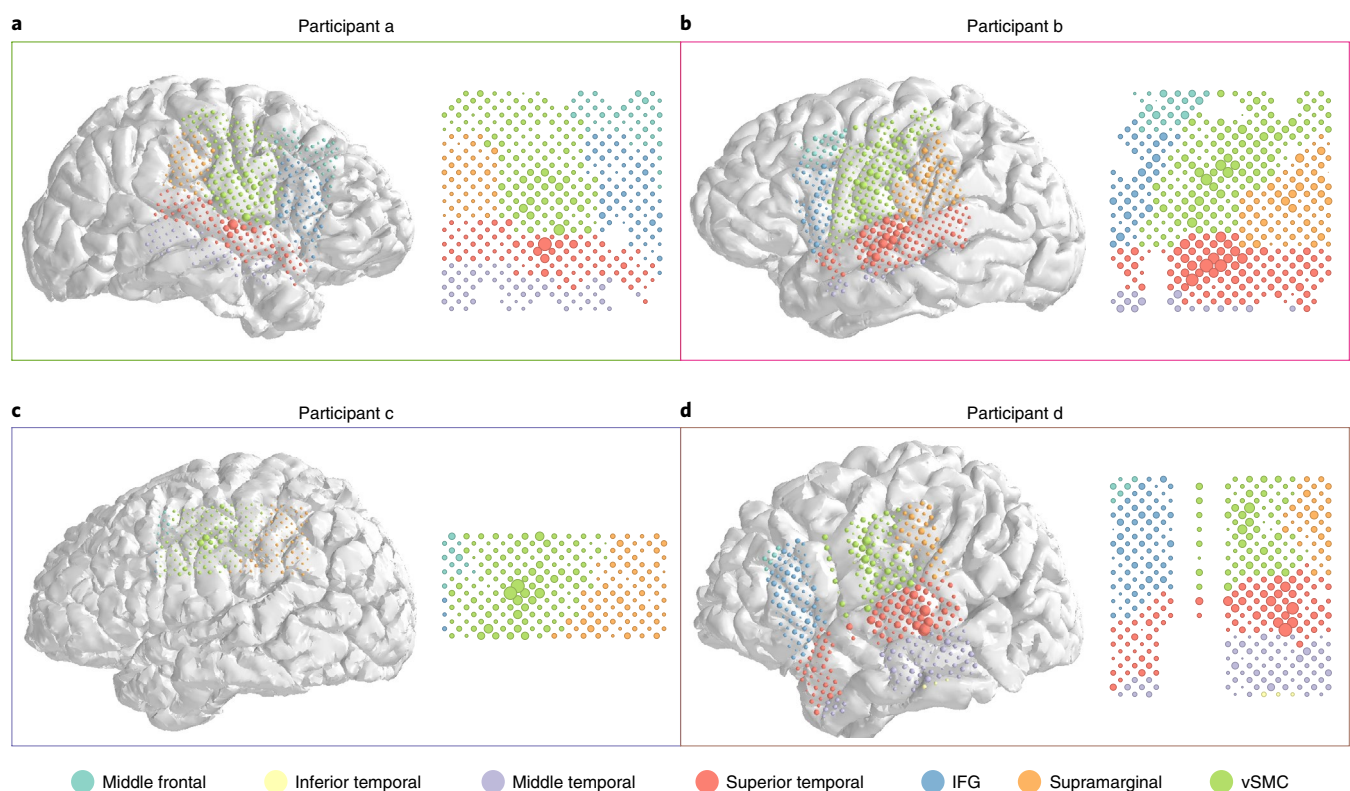 a
Participant a
b
Participant b
c
Participant c
d
Participant d
Middle frontal
Inferior temporal
Middle temporal
Superior temporal
IFG
Supramarginal
vSMC